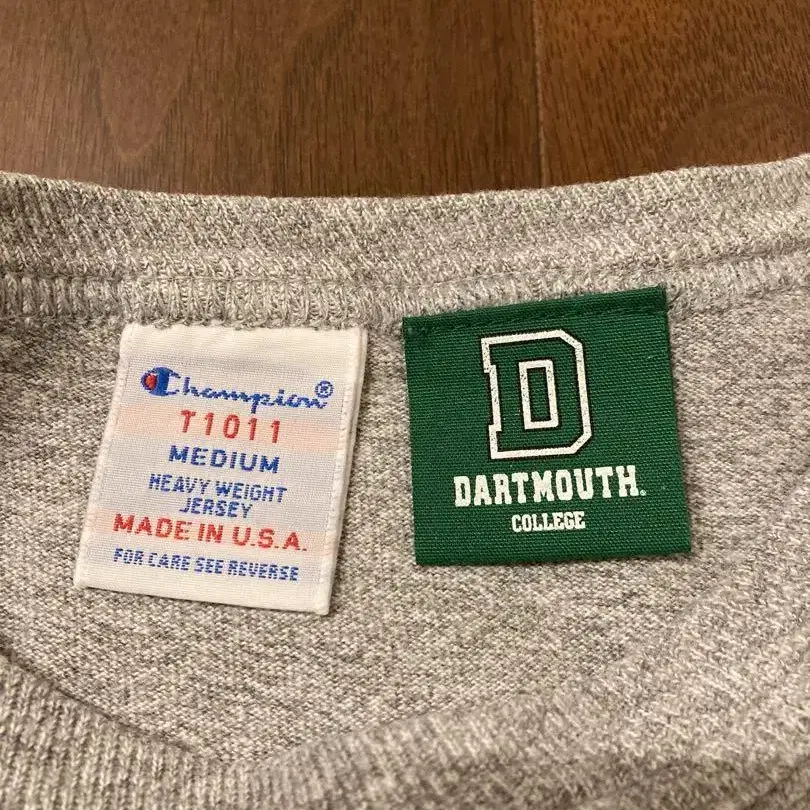 Champion®
T1011
MEDIUM
HEAVY WEIGHT
JERSEY
MADE IN U.S.A.
FOR CARE SEE REVERSE
D
DARTMOUTH.
COLLEGE